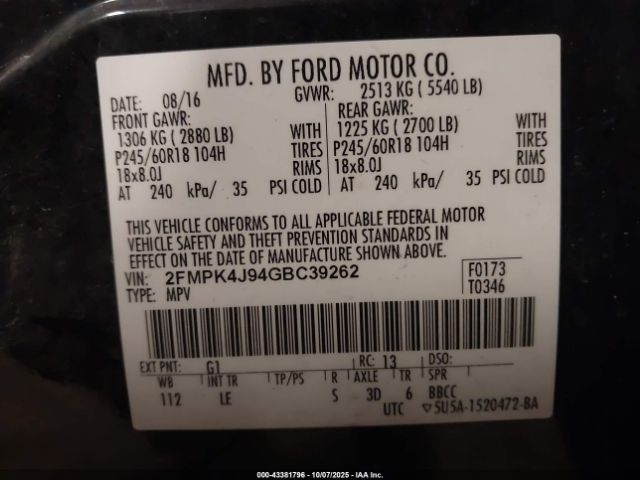 MFD. BY FORD MOTOR CO.
DATE: 08/16 GVWR: 2513 KG ( 5540 LB)
FRONT GAWR: REAR GAWR:
1306 KG ( 2880 LB) WITH 1225 KG ( 2700 LB) WITH
P245/60R18 104H TIRES P245/60R18 104H TIRES
18x8.0J RIMS 18x8.0J RIMS
AT 240 kPa/ 35 PSI COLD AT 240 kPa/ 35 PSI COLD
THIS VEHICLE CONFORMS TO ALL APPLICABLE FEDERAL MOTOR
VEHICLE SAFETY AND THEFT PREVENTION STANDARDS IN
EFFECT ON THE DATE OF MANUFACTURE SHOWN ABOVE.
VIN: 2FMPK4J94GBC39262 F0173
TYPE: MPV T0346
EXT PNT: G1 RC: 13 DSO:
WB INT TR TP/PS R AXLE TR SPR
112 LE S 3D 6 BBCC
UTC ▽5U5A-1520472-BA
000-43381796 - 10/07/2025 - IAA Inc.